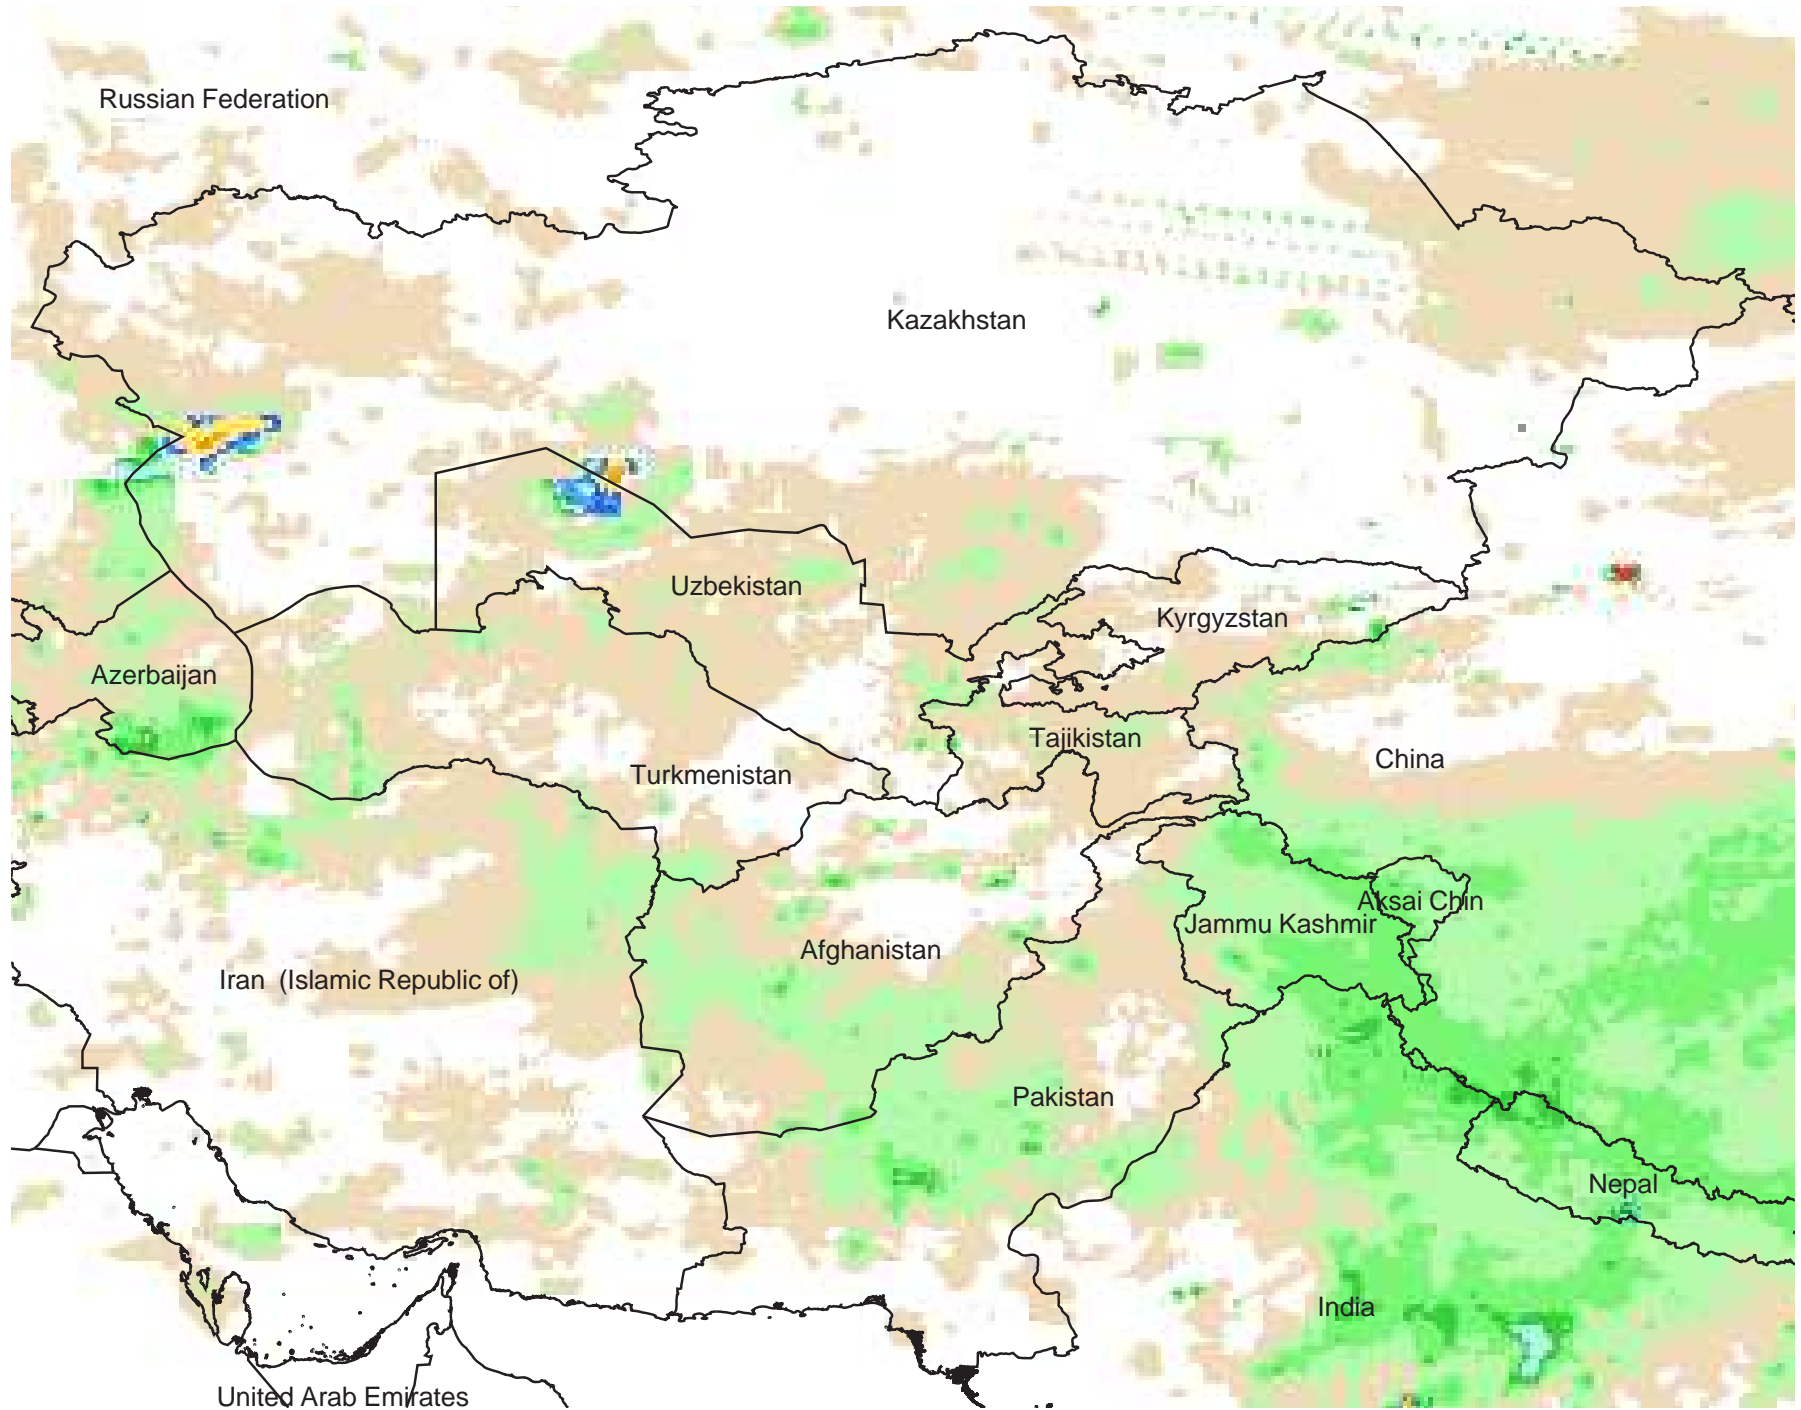 Russian Federation
Kazakhstan
Uzbekistan
Kyrgyzstan
Azerbaijan
Tajikistan
China
Turkmenistan
Aksai Chin
Jammu Kashmir
Afghanistan
Iran (Islamic Republic of)
Pakistan
Nepal
India
United Arab Emirates